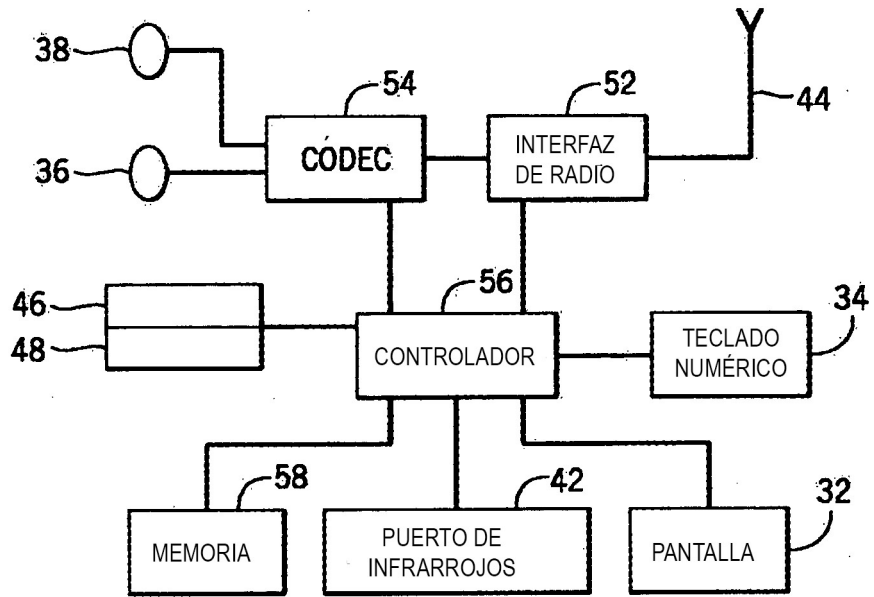 38
54
52
44
CÓDEC
INTERFAZ
DE RADIO
36
46
48
56
CONTROLADOR
34
TECLADO
NUMÉRICO
58
MEMORIA
42
PUERTO DE
INFRARROJOS
32
PANTALLA